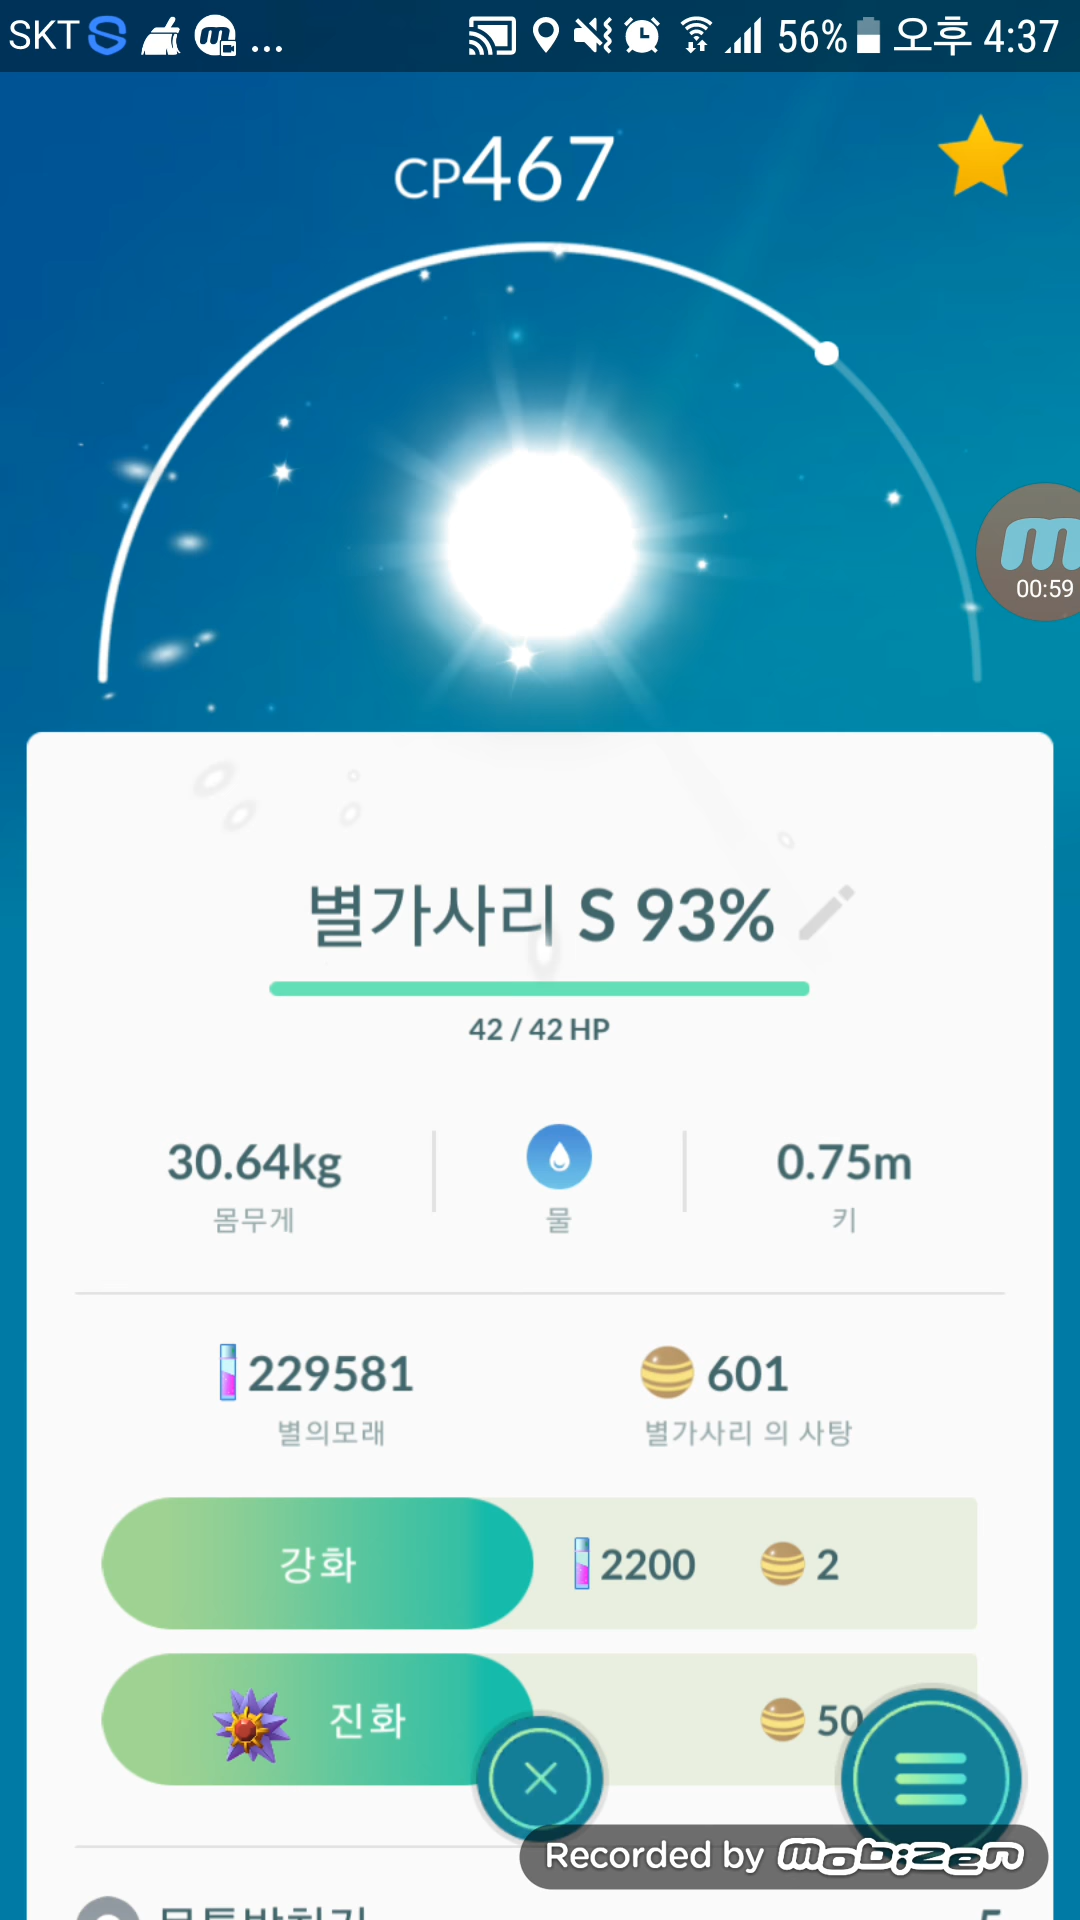 SKT ... 56% 오후 4:37
CP467
m
00:59
별가사리 S 93%
42 / 42 HP
30.64kg
몸무게
물
0.75m
키
229581
별의모래
601
별가사리 의 사탕
강화 2200 2
진화 50
Recorded by mobizen